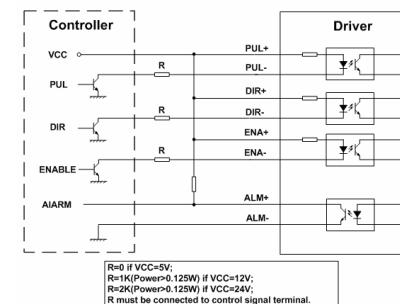 Controller
Driver
VCC
PUL+
R
PUL-
PUL
DIR+
R
DIR-
DIR
ENA+
R
ENA-
ENABLE
AIARM
ALM+
ALM-
R=0 if VCC=5V;
R=1K(Power>0.125W) if VCC=12V;
R=2K(Power>0.125W) if VCC=24V;
R must be connected to control signal terminal.